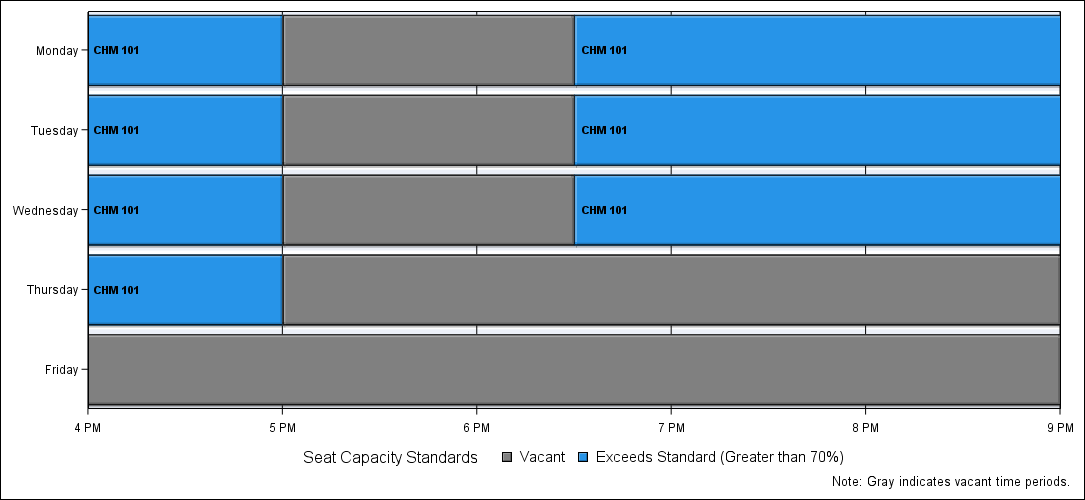 Monday CHM 101 CHM 101
Tuesday CHM 101 CHM 101
Wednesday CHM 101 CHM 101
Thursday CHM 101
Friday
4 PM 5 PM 6 PM 7 PM 8 PM 9 PM
Seat Capacity Standards Vacant Exceeds Standard (Greater than 70%)
Note: Gray indicates vacant time periods.